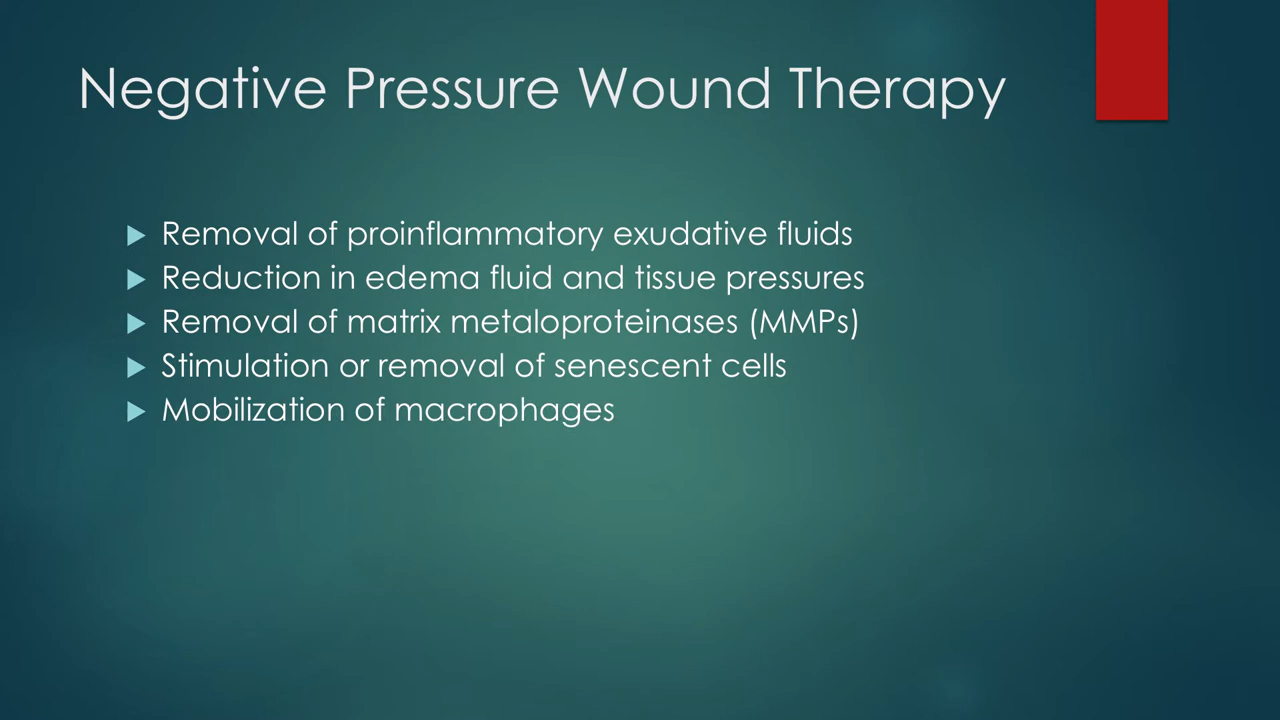 Negative Pressure Wound Therapy
Removal of proinflammatory exudative fluids
Reduction in edema fluid and tissue pressures
Removal of matrix metaloproteinases (MMPs)
Stimulation or removal of senescent cells
Mobilization of macrophages